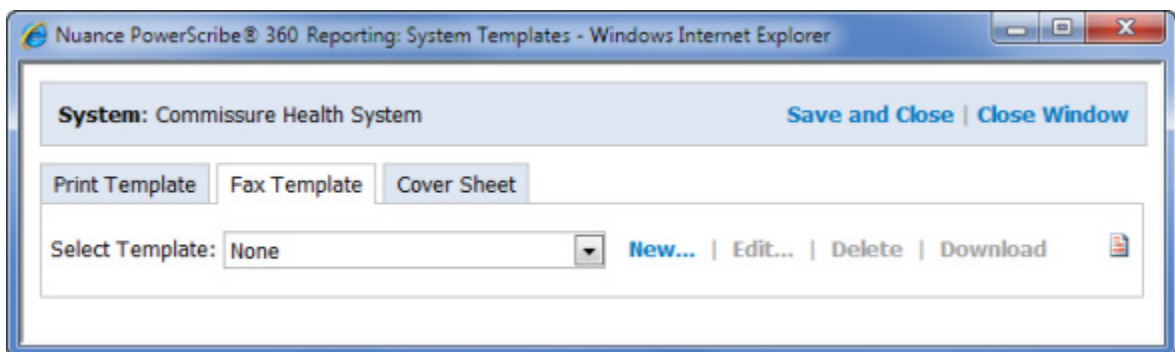 Nuance PowerScribe® 360 Reporting: System Templates - Windows Internet Explorer
System: Commissure Health System Save and Close | Close Window
Print Template Fax Template Cover Sheet
Select Template: None New... | Edit... | Delete | Download